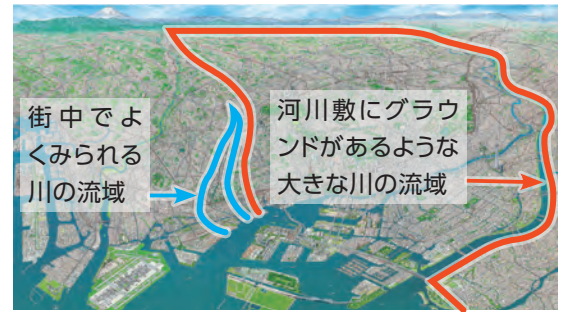 街中でよ
くみられる
川の流域
河川敷にグラウ
ンドがあるような
大きな川の流域